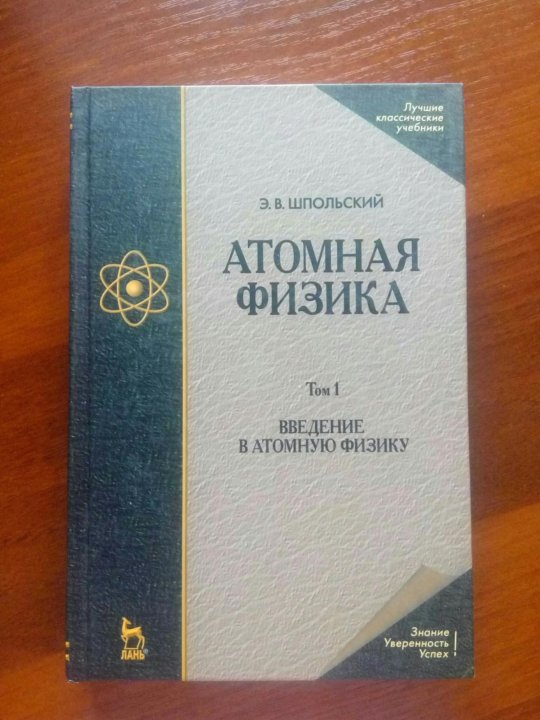 Лучшие
классические
учебники
Э. В. ШПОЛЬСКИЙ
АТОМНАЯ
ФИЗИКА
Том 1
ВВЕДЕНИЕ
В АТОМНУЮ ФИЗИКУ
ЛАНЬ®
Знание
Уверенность
Успех!